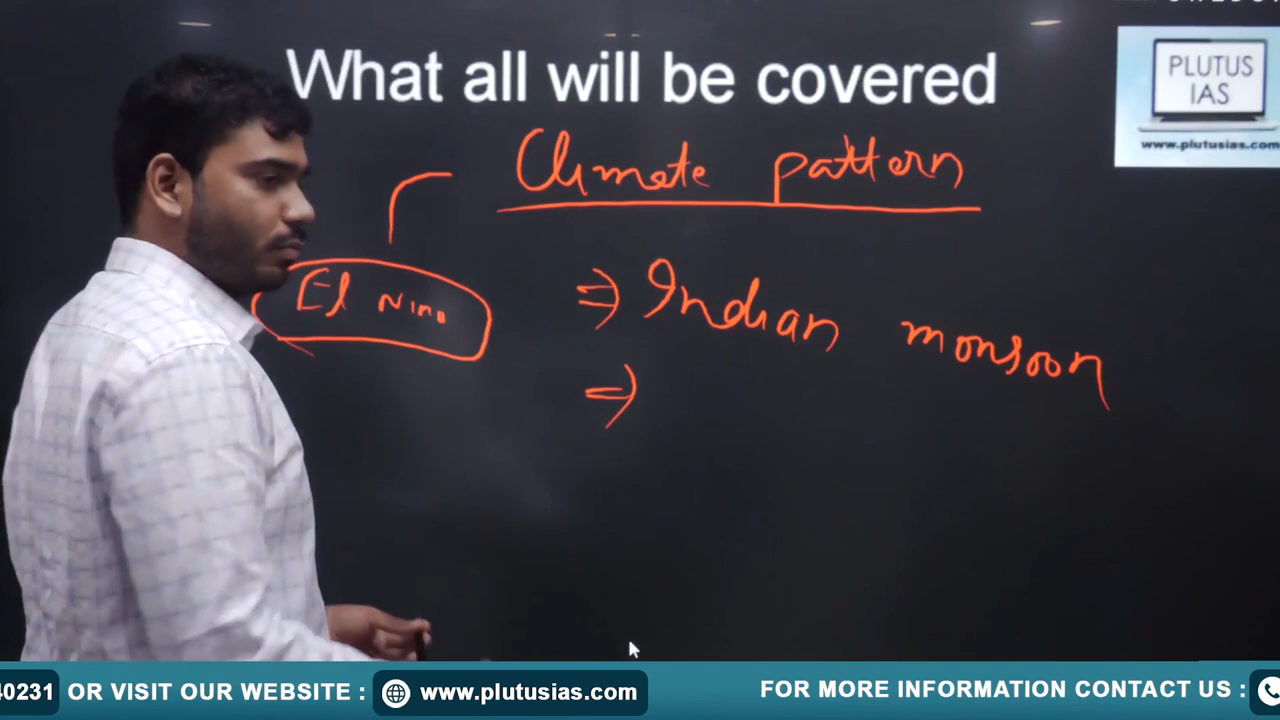 What all will be covered
PLUTUS
IAS
www.plutusias.com
Climate pattern
El Nino
⇒ Indian monsoon
⇒
40231 OR VISIT OUR WEBSITE : www.plutusias.com FOR MORE INFORMATION CONTACT US :